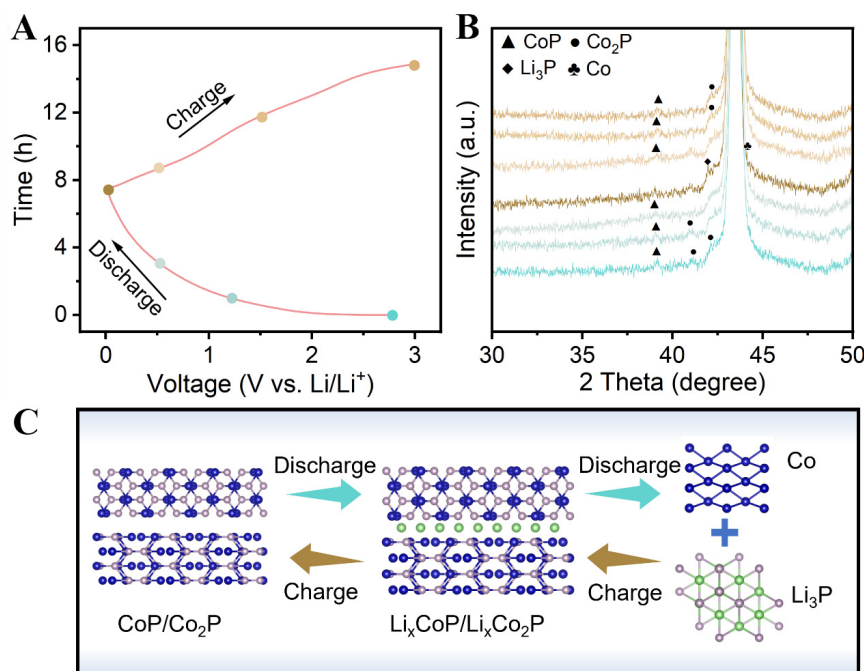 A
Time (h)
16
12
8
4
0
Charge
Discharge
0 1 2 3
Voltage (V vs. Li/Li⁺)
B
▲ CoP ● Co₂P
◆ Li₃P ♣ Co
Intensity (a.u.)
30 35 40 45 50
2 Theta (degree)
C
Discharge Discharge Co
Charge Charge Li₃P
CoP/Co₂P LiₓCoP/LiₓCo₂P